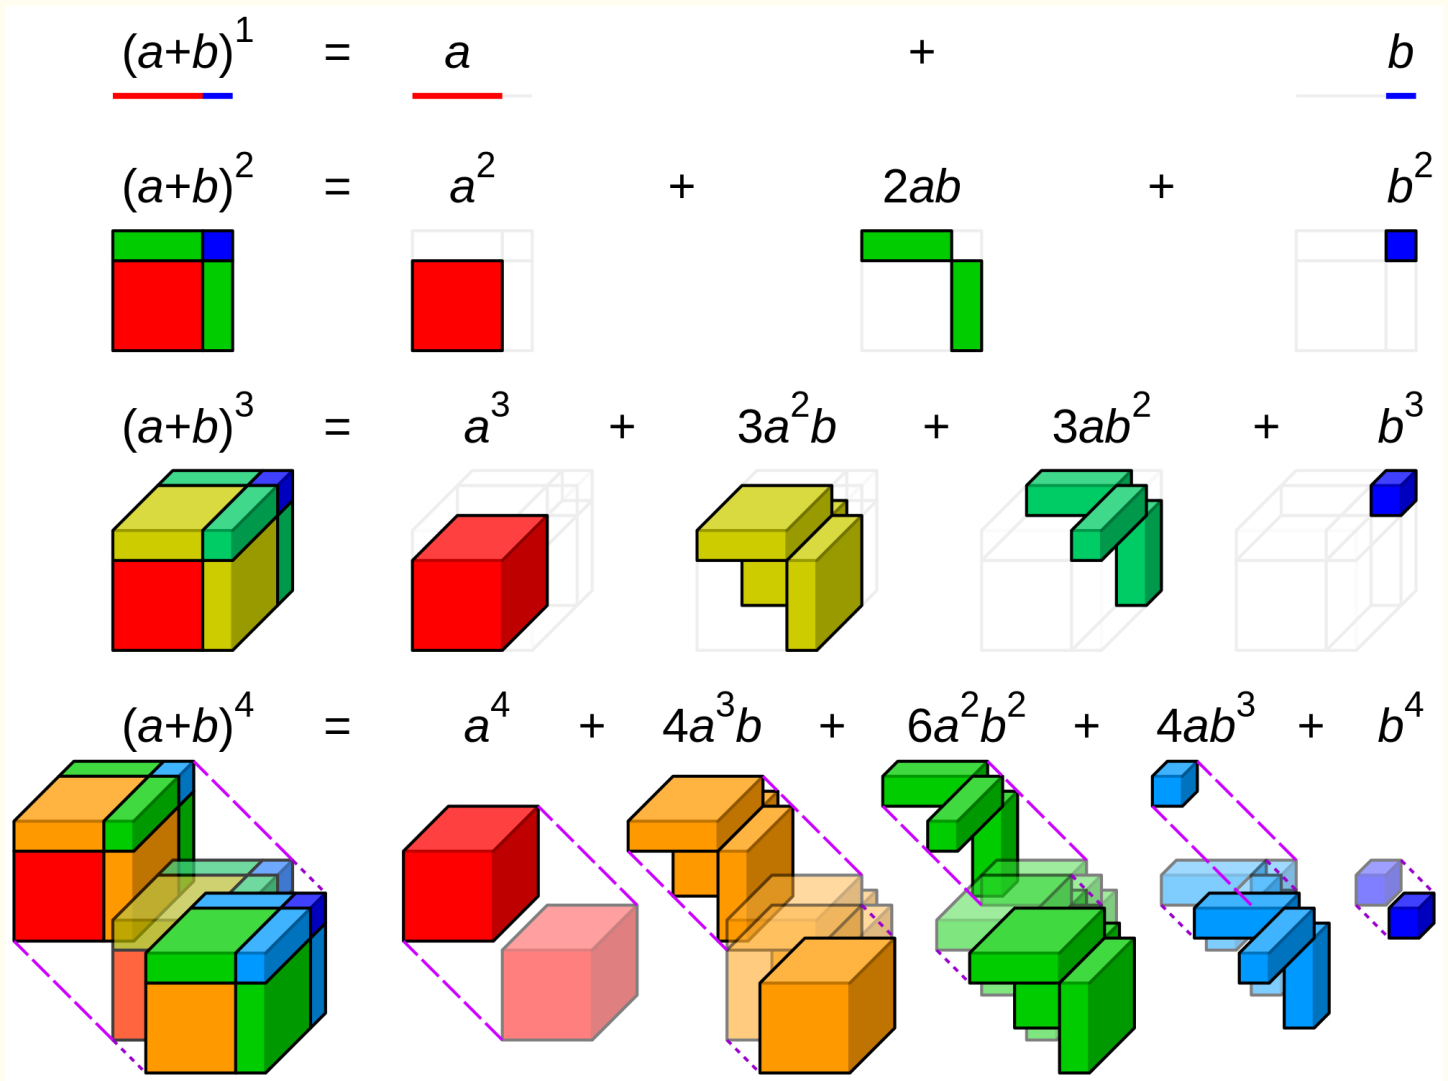 (a+b)¹ = a + b
(a+b)² = a² + 2ab + b²
(a+b)³ = a³ + 3a²b + 3ab² + b³
(a+b)⁴ = a⁴ + 4a³b + 6a²b² + 4ab³ + b⁴